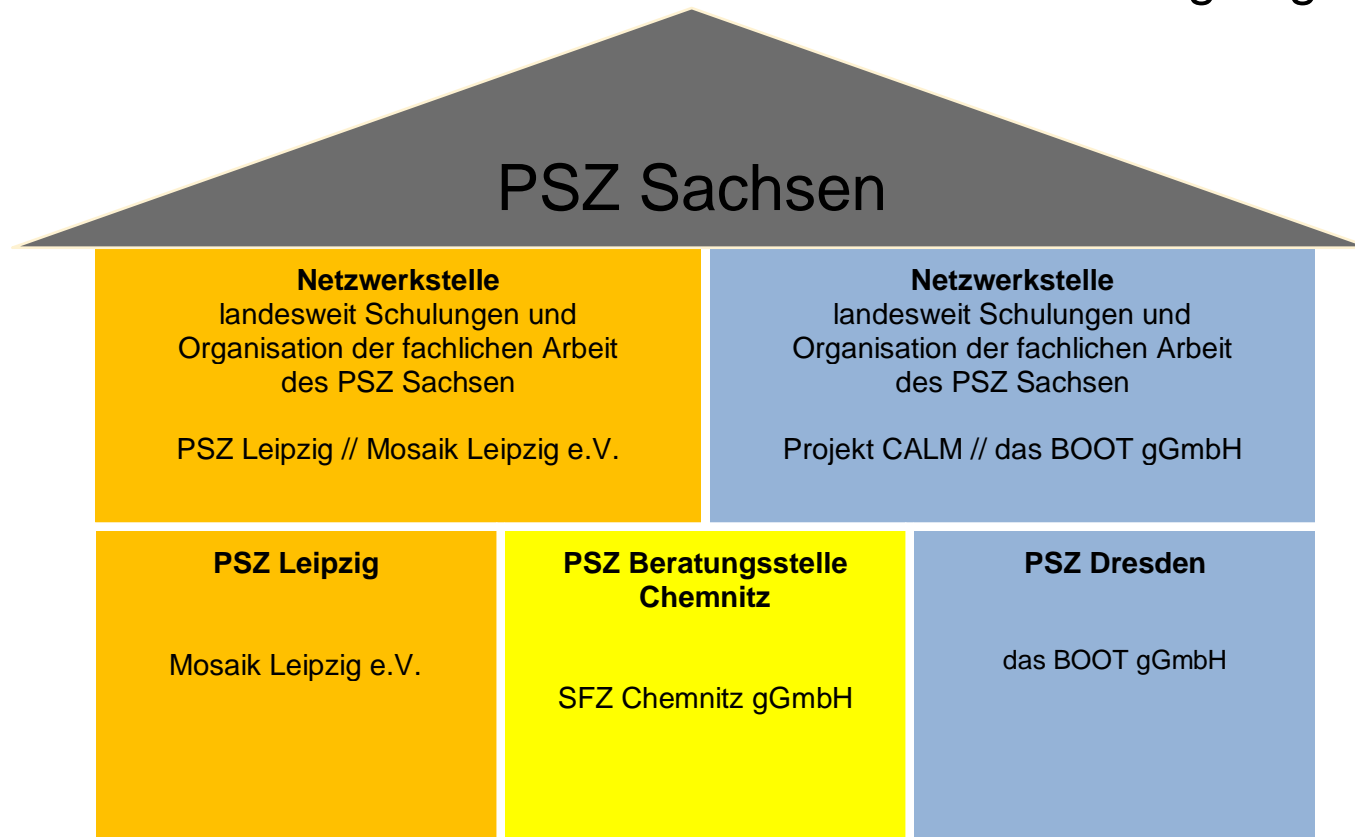 PSZ Sachsen
Netzwerkstelle
landesweit Schulungen und
Organisation der fachlichen Arbeit
des PSZ Sachsen
PSZ Leipzig // Mosaik Leipzig e.V.
Netzwerkstelle
landesweit Schulungen und
Organisation der fachlichen Arbeit
des PSZ Sachsen
Projekt CALM // das BOOT gGmbH
PSZ Leipzig
Mosaik Leipzig e.V.
PSZ Beratungsstelle
Chemnitz
SFZ Chemnitz gGmbH
PSZ Dresden
das BOOT gGmbH